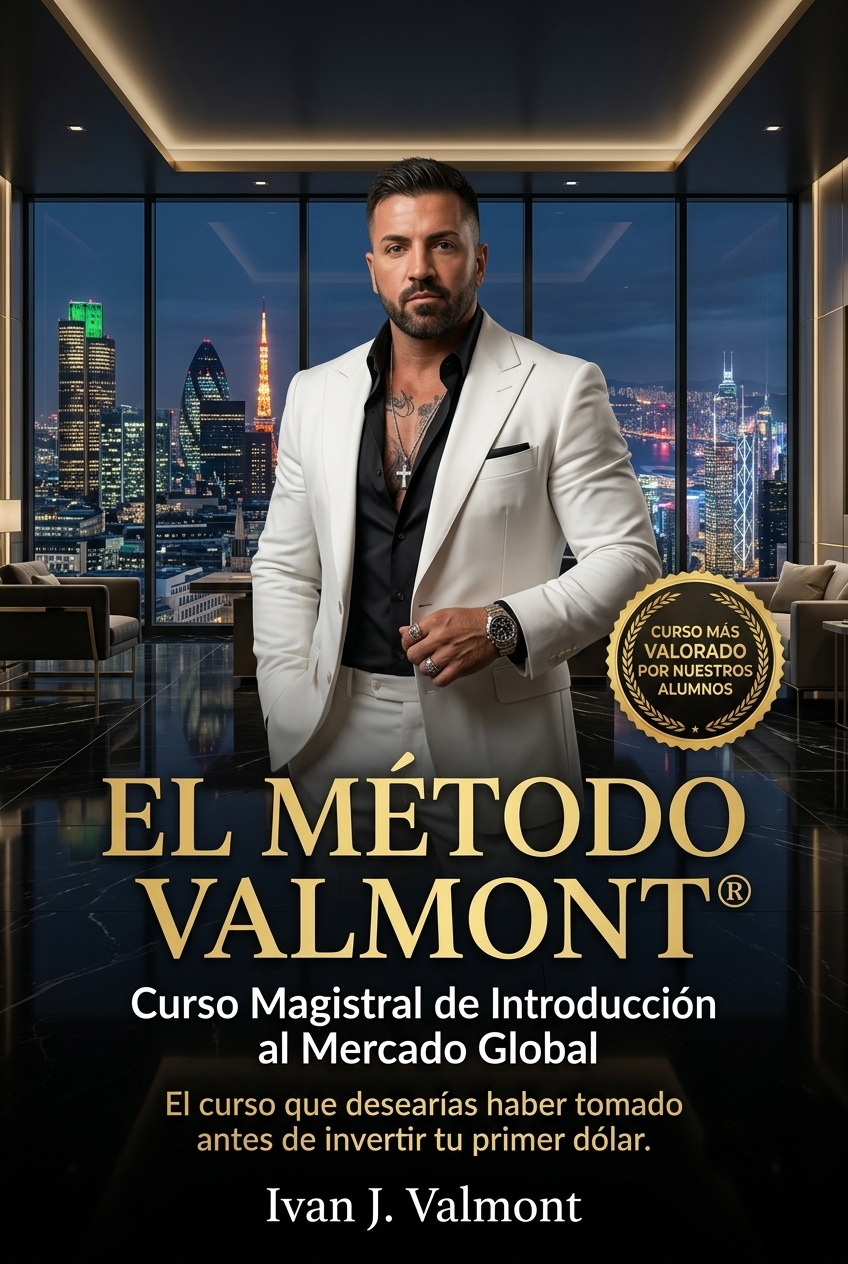 CURSO MÁS
VALORADO
POR NUESTROS
ALUMNOS
EL MÉTODO
VALMONT®
Curso Magistral de Introducción
al Mercado Global
El curso que desearías haber tomado
antes de invertir tu primer dólar.
Ivan J. Valmont